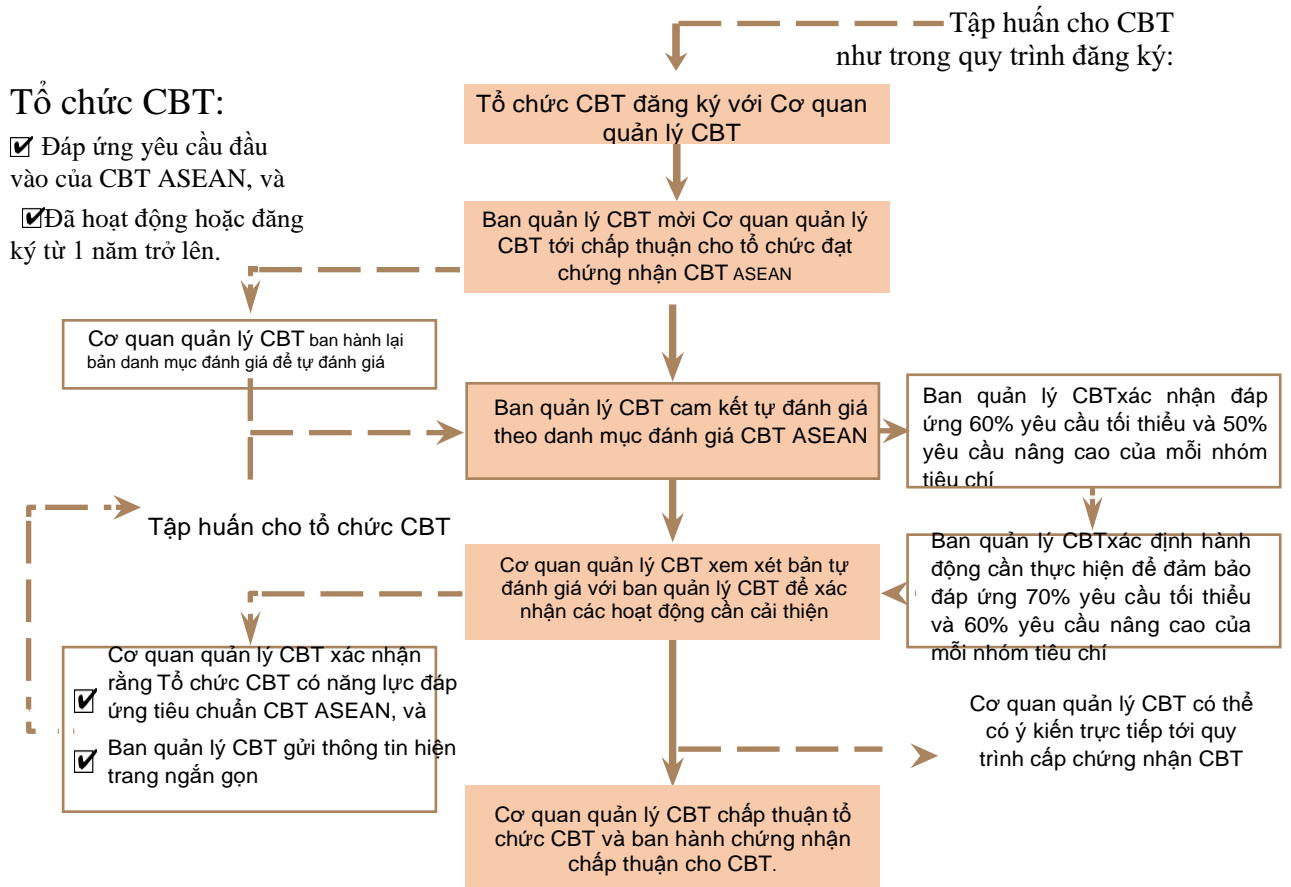 Tập huấn cho CBT
như trong quy trình đăng ký:
Tổ chức CBT:
Đáp ứng yêu cầu đầu
vào của CBT ASEAN, và
Đã hoạt động hoặc đăng
ký từ 1 năm trở lên.
Tổ chức CBT đăng ký với Cơ quan
quản lý CBT
Ban quản lý CBT mời Cơ quan quản lý
CBT tới chấp thuận cho tổ chức đạt
chứng nhận CBT ASEAN
Cơ quan quản lý CBT ban hành lại
bản danh mục đánh giá để tự đánh giá
Ban quản lý CBT cam kết tự đánh giá
theo danh mục đánh giá CBT ASEAN
Ban quản lý CBTxác nhận đáp
ứng 60% yêu cầu tối thiểu và 50%
yêu cầu nâng cao của mỗi nhóm
tiêu chí
Tập huấn cho tổ chức CBT
Cơ quan quản lý CBT xem xét bản tự
đánh giá với ban quản lý CBT để xác
nhận các hoạt động cần cải thiện
Ban quản lý CBTxác định hành
động cần thực hiện để đảm bảo
đáp ứng 70% yêu cầu tối thiểu
và 60% yêu cầu nâng cao của
mỗi nhóm tiêu chí
Cơ quan quản lý CBT xác nhận
rằng Tổ chức CBT có năng lực đáp
ứng tiêu chuẩn CBT ASEAN, và
Ban quản lý CBT gửi thông tin hiện
trang ngắn gọn
Cơ quan quản lý CBT có thể
có ý kiến trực tiếp tới quy
trình cấp chứng nhận CBT
Cơ quan quản lý CBT chấp thuận tổ
chức CBT và ban hành chứng nhận
chấp thuận cho CBT.